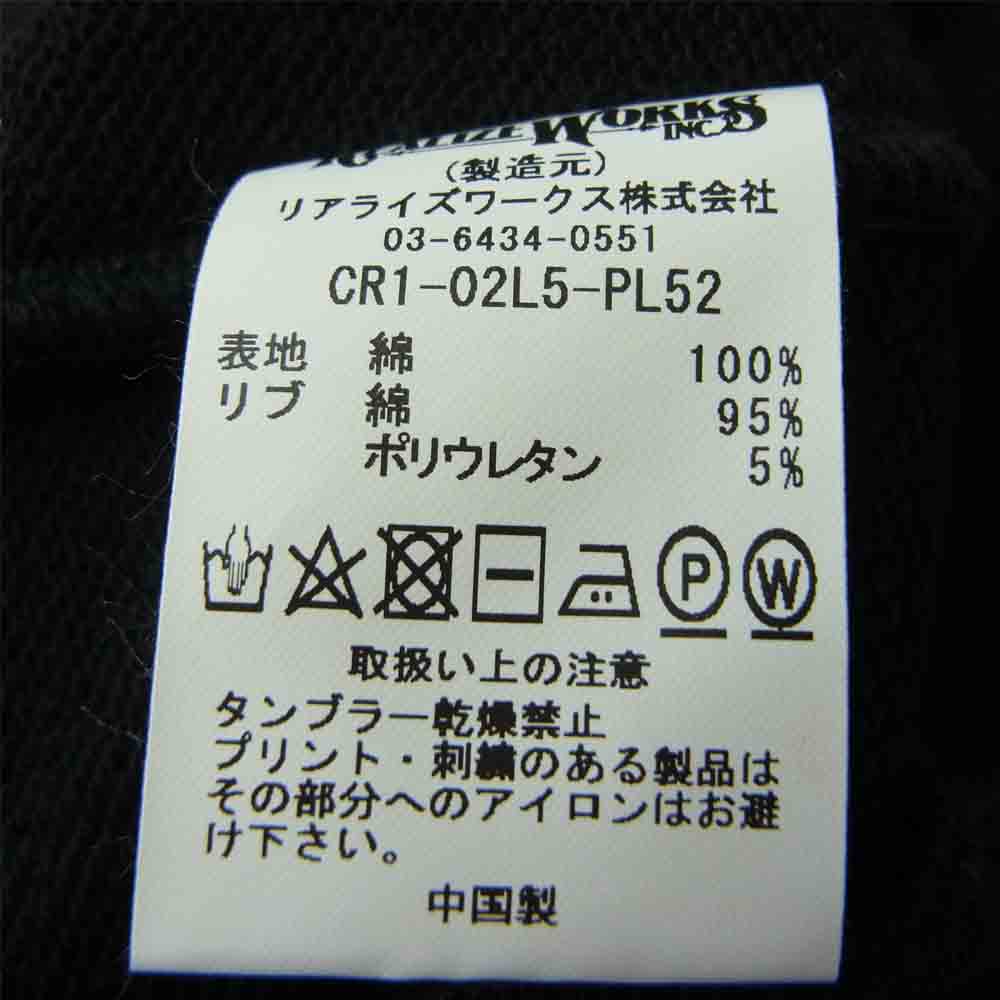 REALIZE WORKS
INC.
(製造元)
リアライズワークス株式会社
03-6434-0551
CR1-02L5-PL52
表地 綿 100%
リブ 綿 95%
ポリウレタン 5%
P W
取扱い上の注意
タンブラー乾燥禁止
プリント・刺繍のある製品は
その部分へのアイロンはお避
け下さい。
中国製